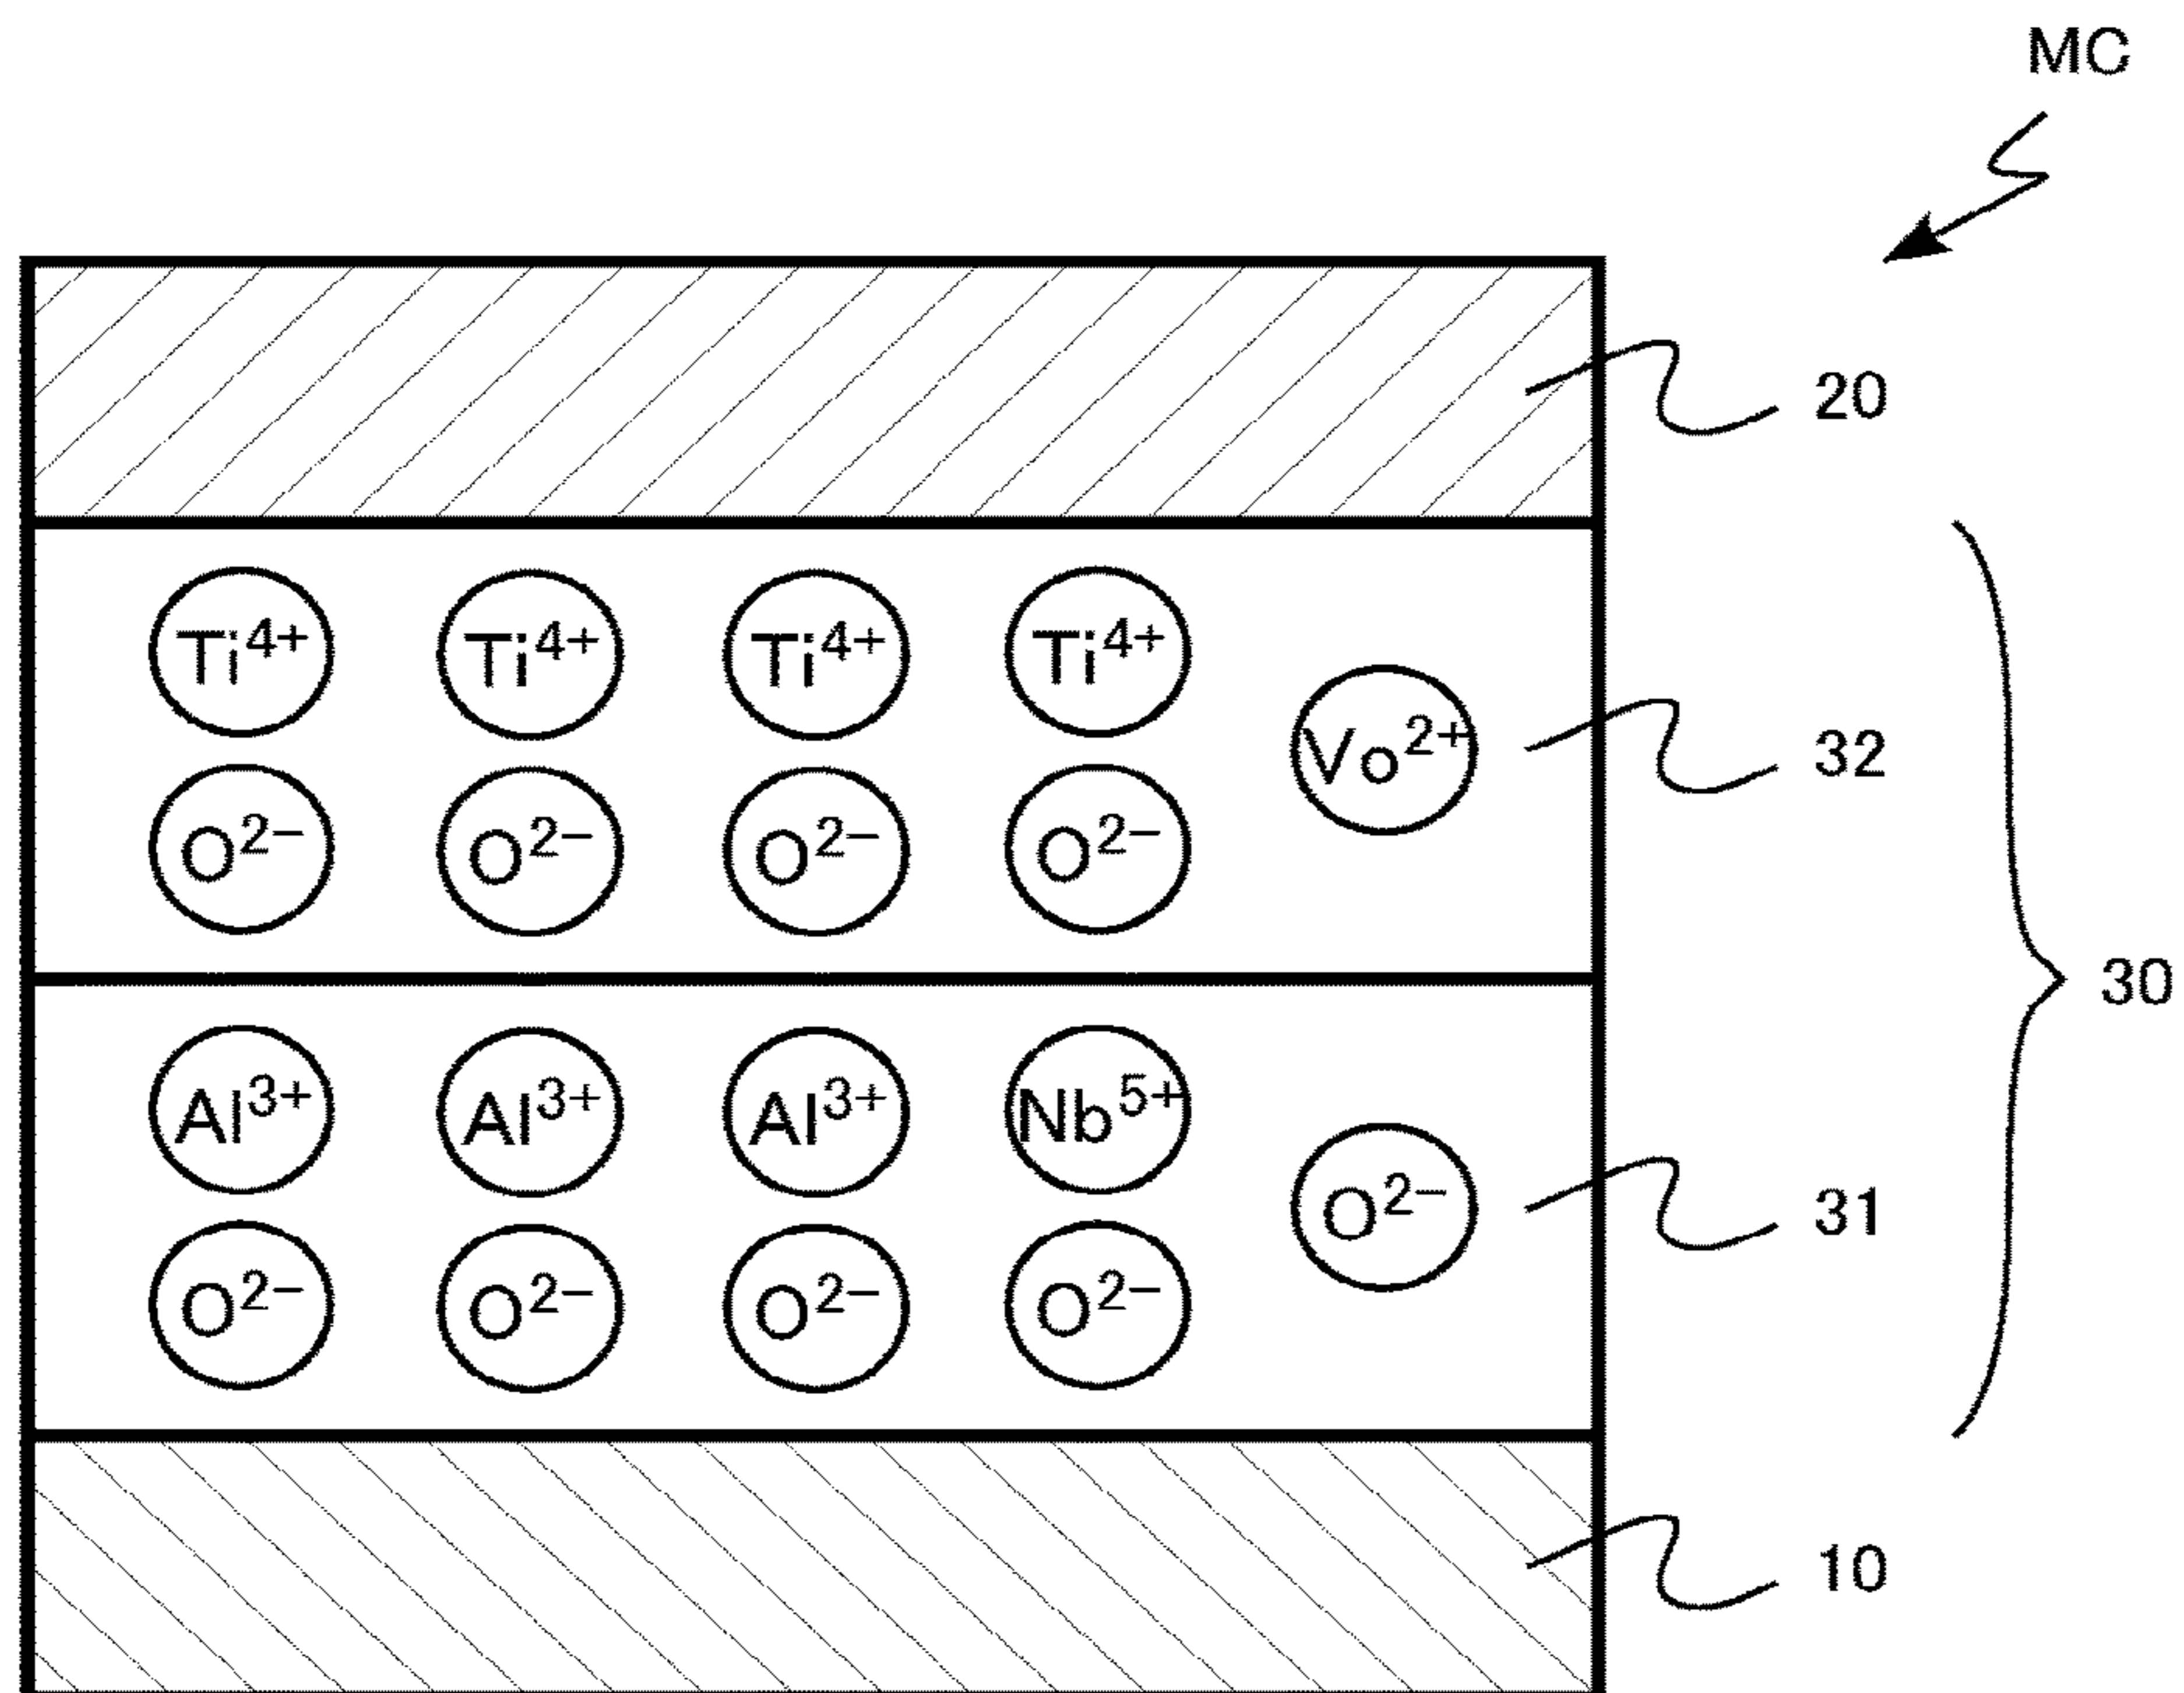 MC
20
Ti4+ Ti4+ Ti4+ Ti4+
Vo2+ 32
O2− O2− O2− O2−
30
Al3+ Al3+ Al3+ Nb5+
O2− 31
O2− O2− O2− O2−
10